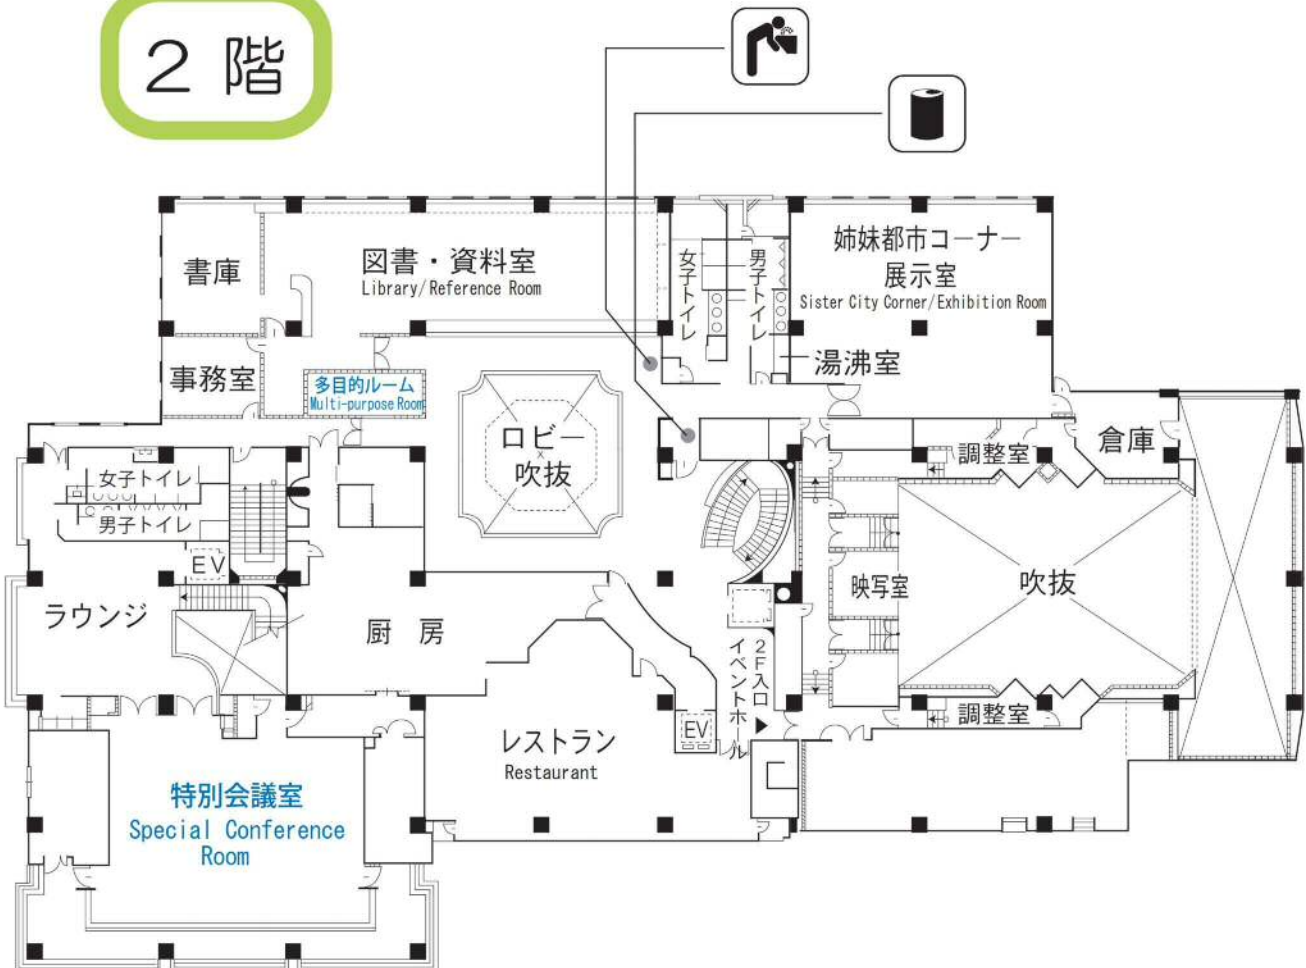 2 階
書庫
図書・資料室
Library/Reference Room
女子トイレ
男子トイレ
姉妹都市コーナー
展示室
Sister City Corner/Exhibition Room
湯沸室
事務室
多目的ルーム
Multi-purpose Room
ロビー
吹抜
調整室
倉庫
女子トイレ
男子トイレ
EV
映写室
吹抜
ラウンジ
厨 房
2F入口
イベントホール
EV
調整室
レストラン
Restaurant
特別会議室
Special Conference
Room